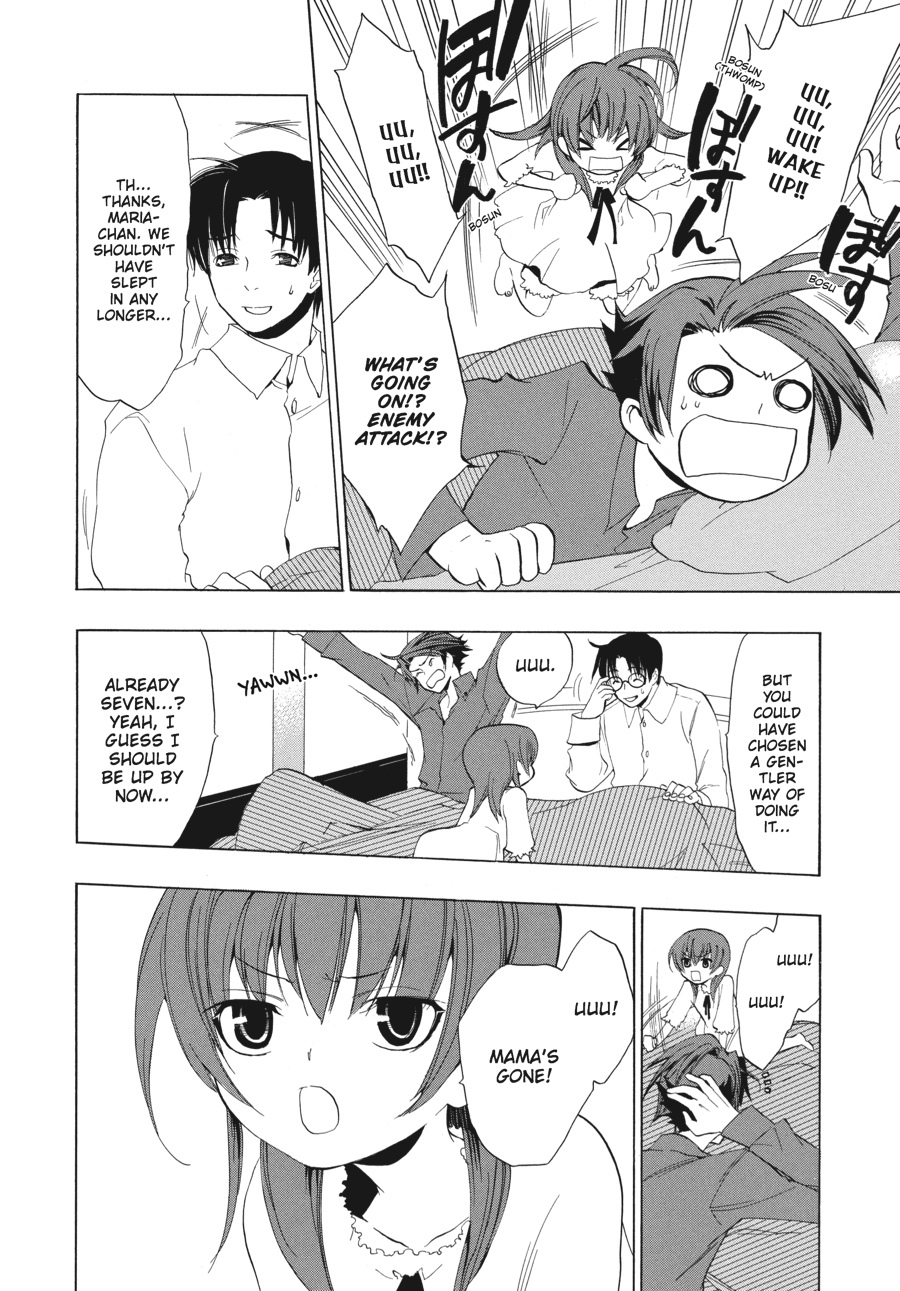 UU,
UU,
UU!
WAKE
UP!!
ぼすん
BOSUN
(THWOMP)
ぼす
BOSU
ぼすん
BOSUN
UU,
UU,
UU!!
WHAT'S
GOING
ON!?
ENEMY
ATTACK!?
TH...
THANKS,
MARIA-
CHAN. WE
SHOULDN'T
HAVE
SLEPT
IN ANY
LONGER...
BUT
YOU
COULD
HAVE
CHOSEN
A GEN-
TLER
WAY OF
DOING
IT...
UUU.
YAWWN...
ALREADY
SEVEN...?
YEAH, I
GUESS I
SHOULD
BE UP BY
NOW...
UUU!
UUU!
UUU!
MAMA'S
GONE!